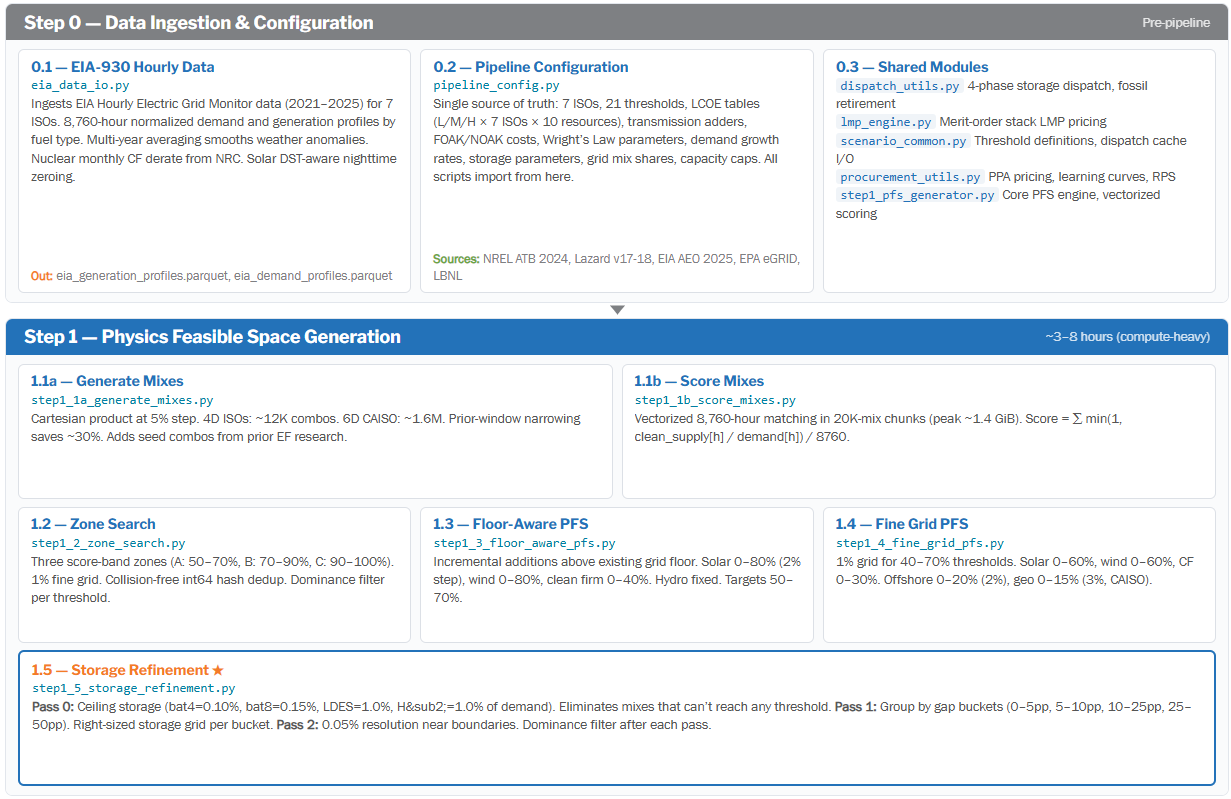 Step 0 — Data Ingestion & Configuration
Pre-pipeline
0.1 — EIA-930 Hourly Data
eia_data_io.py
Ingests EIA Hourly Electric Grid Monitor data (2021–2025) for 7
ISOs. 8,760-hour normalized demand and generation profiles by
fuel type. Multi-year averaging smooths weather anomalies.
Nuclear monthly CF derate from NRC. Solar DST-aware nighttime
zeroing.
Out: eia_generation_profiles.parquet, eia_demand_profiles.parquet
0.2 — Pipeline Configuration
pipeline_config.py
Single source of truth: 7 ISOs, 21 thresholds, LCOE tables
(L/M/H × 7 ISOs × 10 resources), transmission adders,
FOAK/NOAK costs, Wright's Law parameters, demand growth
rates, storage parameters, grid mix shares, capacity caps. All
scripts import from here.
Sources: NREL ATB 2024, Lazard v17-18, EIA AEO 2025, EPA eGRID,
LBNL
0.3 — Shared Modules
dispatch_utils.py 4-phase storage dispatch, fossil
retirement
lmp_engine.py Merit-order stack LMP pricing
scenario_common.py Threshold definitions, dispatch cache
I/O
procurement_utils.py PPA pricing, learning curves, RPS
step1_pfs_generator.py Core PFS engine, vectorized
scoring
Step 1 — Physics Feasible Space Generation
~3–8 hours (compute-heavy)
1.1a — Generate Mixes
step1_1a_generate_mixes.py
Cartesian product at 5% step. 4D ISOs: ~12K combos. 6D CAISO: ~1.6M. Prior-window narrowing
saves ~30%. Adds seed combos from prior EF research.
1.1b — Score Mixes
step1_1b_score_mixes.py
Vectorized 8,760-hour matching in 20K-mix chunks (peak ~1.4 GiB). Score = ∑ min(1,
clean_supply[h] / demand[h]) / 8760.
1.2 — Zone Search
step1_2_zone_search.py
Three score-band zones (A: 50–70%, B: 70–90%, C: 90–100%).
1% fine grid. Collision-free int64 hash dedup. Dominance filter
per threshold.
1.3 — Floor-Aware PFS
step1_3_floor_aware_pfs.py
Incremental additions above existing grid floor. Solar 0–80% (2%
step), wind 0–80%, clean firm 0–40%. Hydro fixed. Targets 50–
70%.
1.4 — Fine Grid PFS
step1_4_fine_grid_pfs.py
1% grid for 40–70% thresholds. Solar 0–60%, wind 0–60%, CF
0–30%. Offshore 0–20% (2%), geo 0–15% (3%, CAISO).
1.5 — Storage Refinement ★
step1_5_storage_refinement.py
Pass 0: Ceiling storage (bat4=0.10%, bat8=0.15%, LDES=1.0%, H&sub2;=1.0% of demand). Eliminates mixes that can't reach any threshold. Pass 1: Group by gap buckets (0–5pp, 5–10pp, 10–25pp, 25–
50pp). Right-sized storage grid per bucket. Pass 2: 0.05% resolution near boundaries. Dominance filter after each pass.